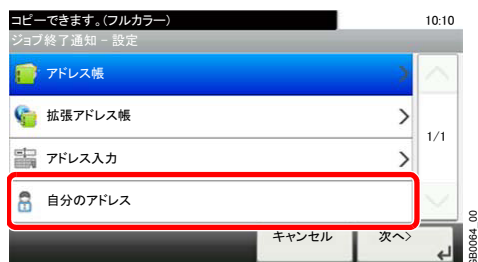 コピーできます。(フルカラー)
10:10
ジョブ終了通知 - 設定
アドレス帳
拡張アドレス帳
1/1
アドレス入力
自分のアドレス
キャンセル
次へ>